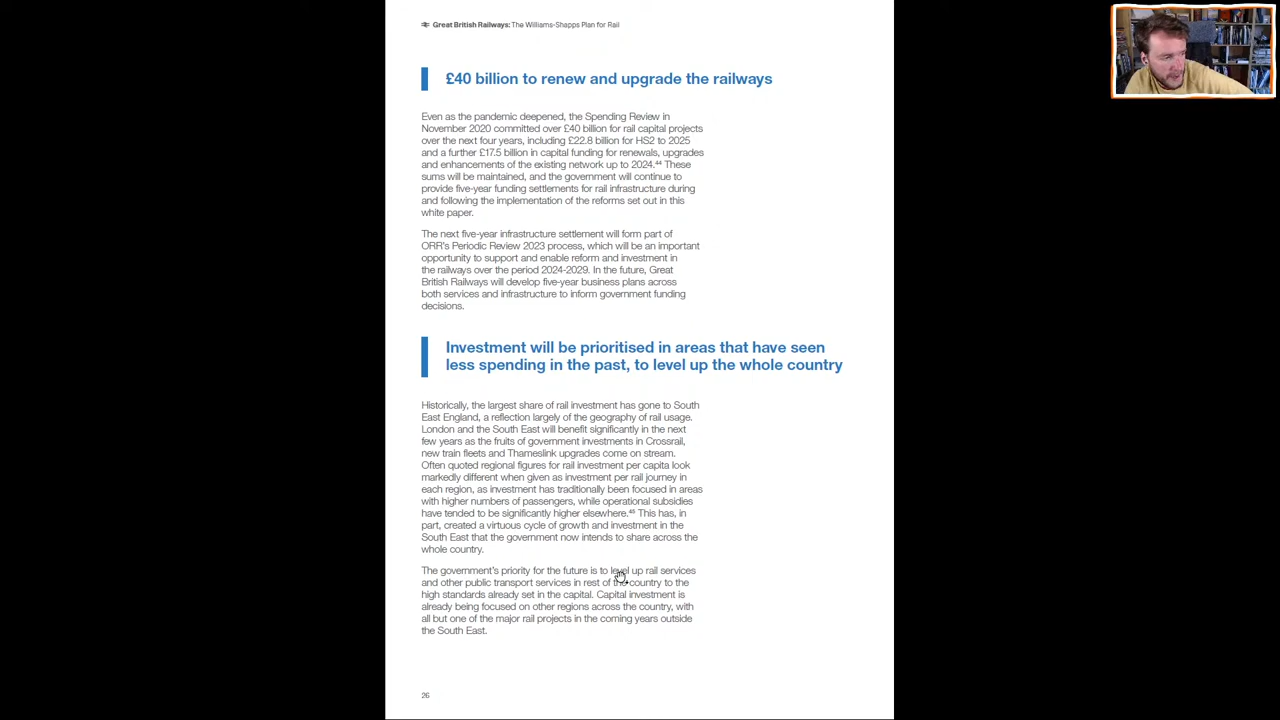 Great British Railways: The Williams-Shapps Plan for Rail
£40 billion to renew and upgrade the railways
Even as the pandemic deepened, the Spending Review in
November 2020 committed over £40 billion for rail capital projects
over the next four years, including £22.8 billion for HS2 to 2025
and a further £17.5 billion in capital funding for renewals, upgrades
and enhancements of the existing network up to 2024.⁴⁴ These
sums will be maintained, and the government will continue to
provide five-year funding settlements for rail infrastructure during
and following the implementation of the reforms set out in this
white paper.
The next five-year infrastructure settlement will form part of
ORR's Periodic Review 2023 process, which will be an important
opportunity to support and enable reform and investment in
the railways over the period 2024-2029. In the future, Great
British Railways will develop five-year business plans across
both services and infrastructure to inform government funding
decisions.
Investment will be prioritised in areas that have seen
less spending in the past, to level up the whole country
Historically, the largest share of rail investment has gone to South
East England, a reflection largely of the geography of rail usage.
London and the South East will benefit significantly in the next
few years as the fruits of government investments in Crossrail,
new train fleets and Thameslink upgrades come on stream.
Often quoted regional figures for rail investment per capita look
markedly different when given as investment per rail journey in
each region, as investment has traditionally been focused in areas
with higher numbers of passengers, while operational subsidies
have tended to be significantly higher elsewhere.⁴⁵ This has, in
part, created a virtuous cycle of growth and investment in the
South East that the government now intends to share across the
whole country.
The government's priority for the future is to level up rail services
and other public transport services in rest of the country to the
high standards already set in the capital. Capital investment is
already being focused on other regions across the country, with
all but one of the major rail projects in the coming years outside
the South East.
26